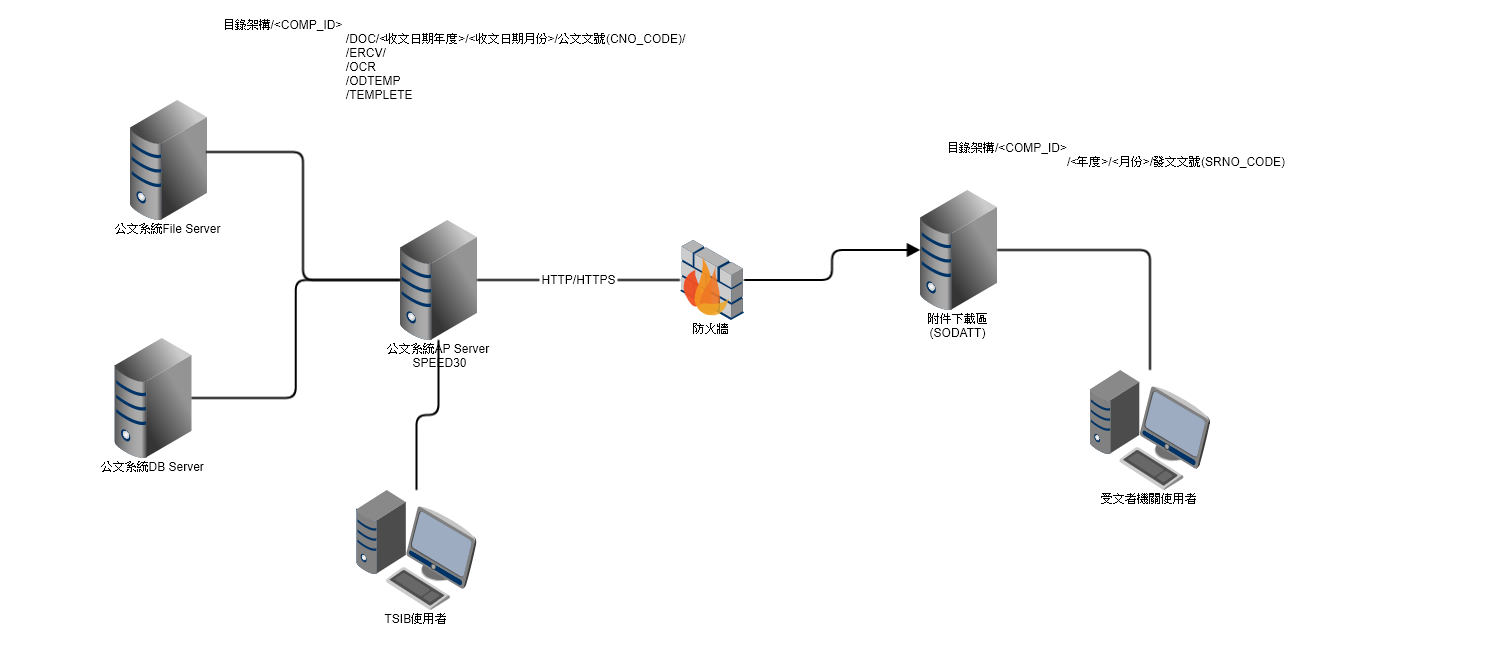 目錄架構/<COMP_ID>
/DOC/<收文日期年度>/<收文日期月份>/公文文號(CNO_CODE)/
/ERCV/
/OCR
/ODTEMP
/TEMPLETE
目錄架構/<COMP_ID>
/<年度>/<月份>/發文文號(SRNO_CODE)
公文系統File Server
HTTP/HTTPS
附件下載區
(SODATT)
防火牆
公文系統AP Server
SPEED30
公文系統DB Server
受文者機關使用者
TSIB使用者